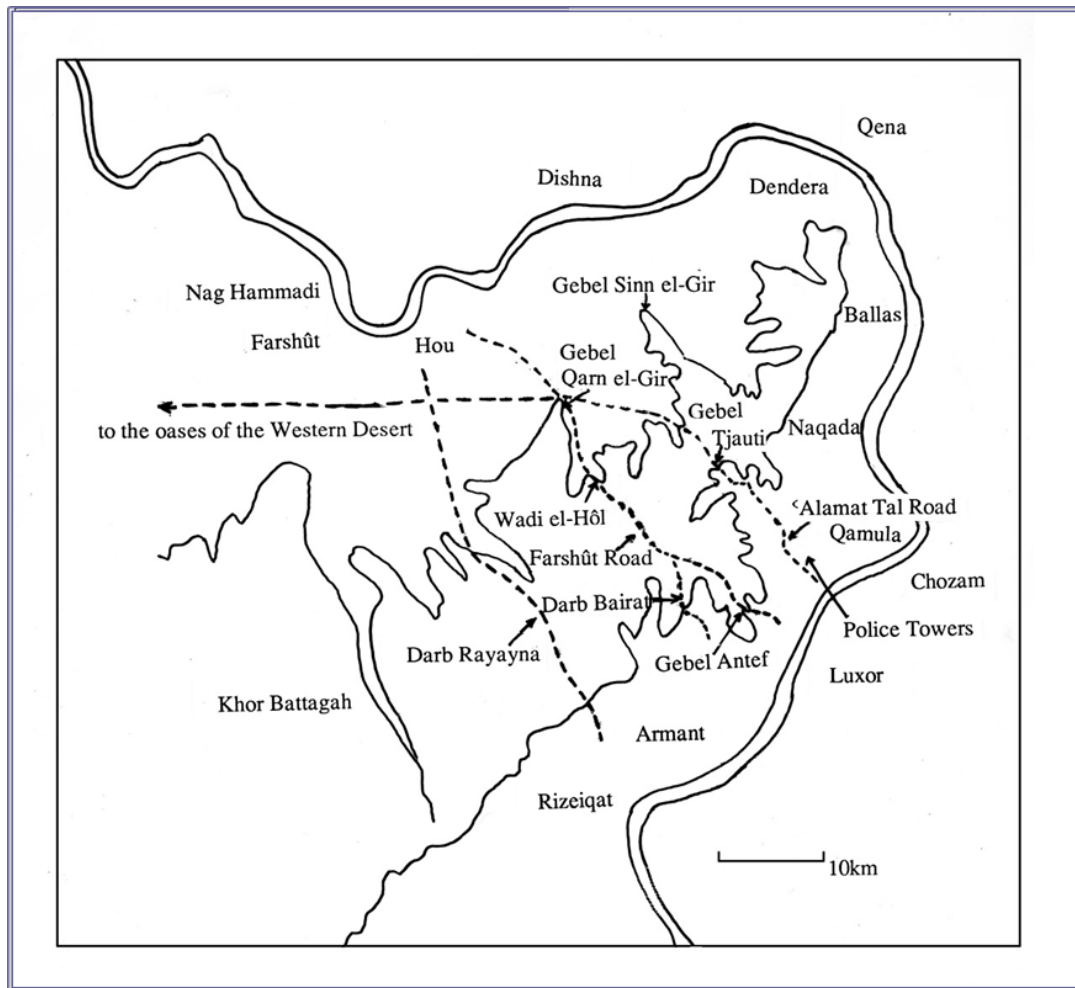 Qena
Dishna
Dendera
Gebel Sinn el-Gir
Nag Hammadi
Ballas
Farshût
Hou
Gebel
Qarn el-Gir
Gebel
Tjauti
Naqada
to the oases of the Western Desert
Wadi el-Hôl
ʿAlamat Tal Road
Qamula
Farshût Road
Chozam
Darb Bairat
Police Towers
Darb Rayayna
Gebel Antef
Luxor
Khor Battagah
Armant
Rizeiqat
10km